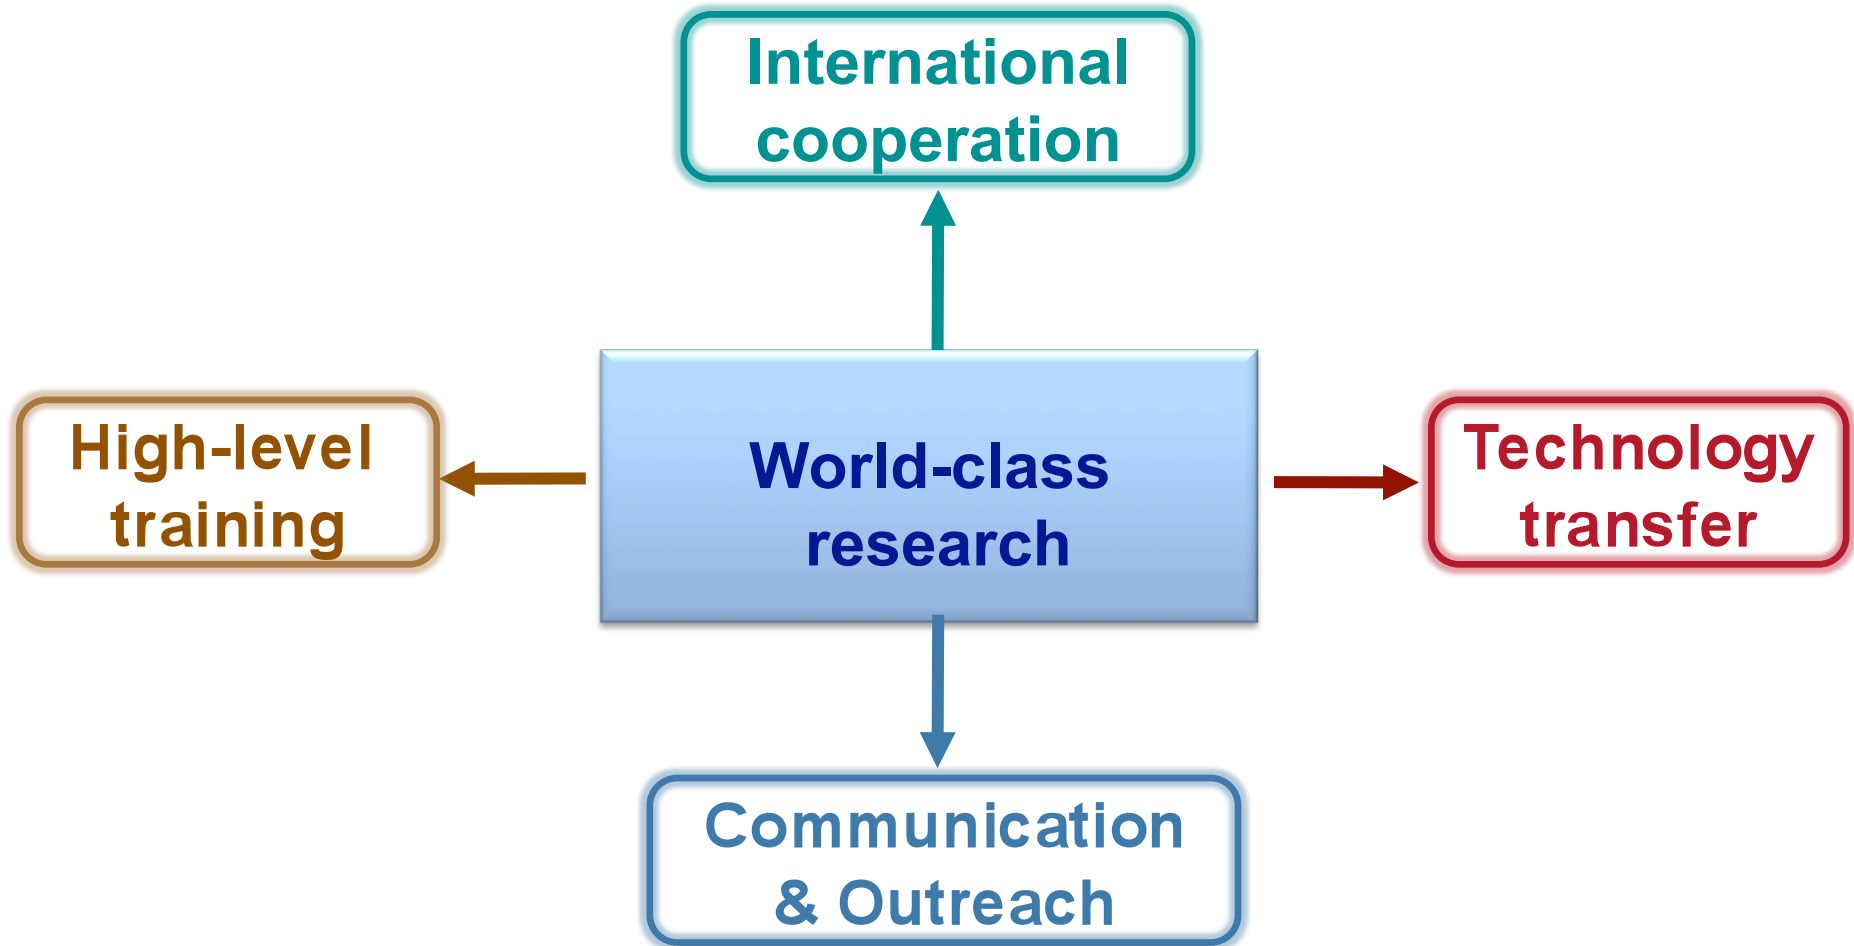 International
cooperation
High-level
training
World-class
research
Technology
transfer
Communication
& Outreach